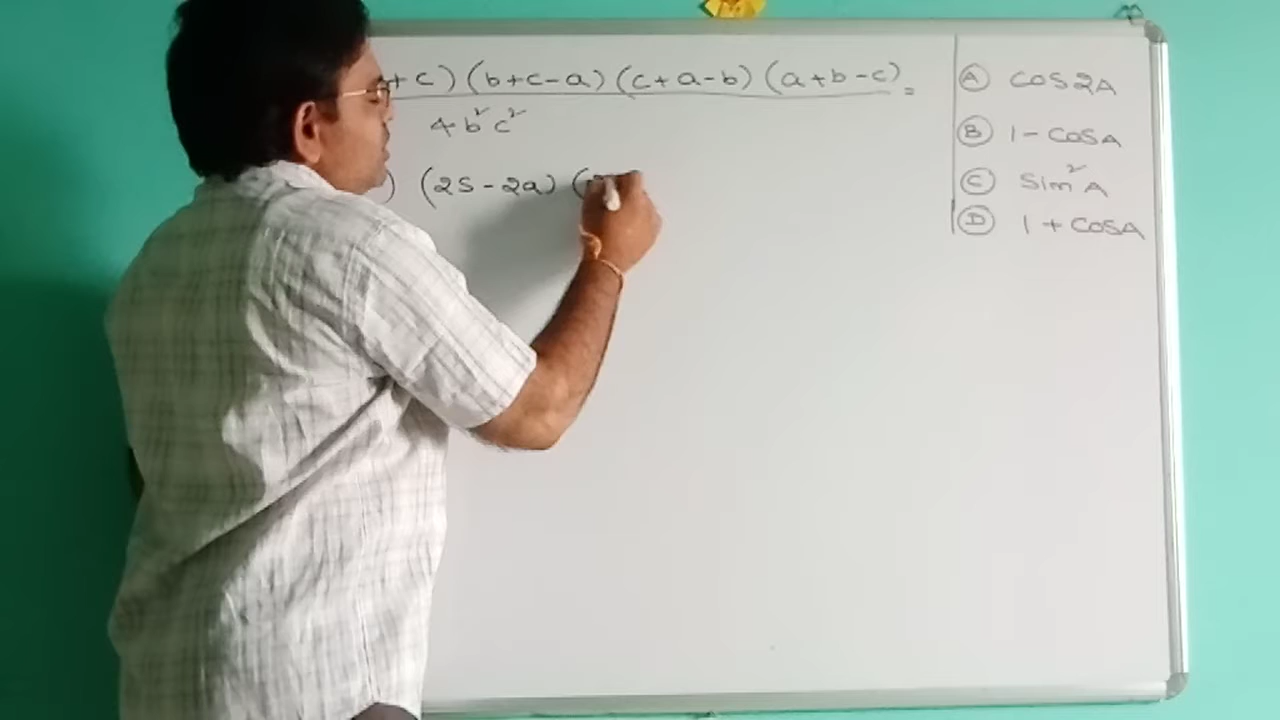 + c) (b+c-a) (c+a-b) (a+b-c) =
4b²c²
) (2S-2a) (
Ⓐ COS2A
Ⓑ 1-COSA
Ⓒ Sin²A
Ⓓ 1+COSA